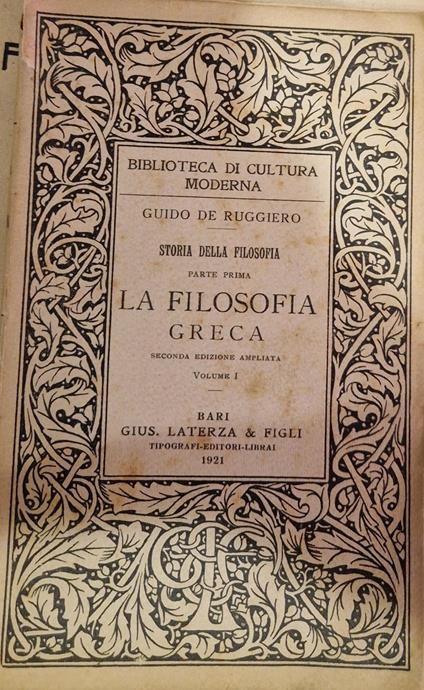 F
BIBLIOTECA DI CULTURA
MODERNA
GUIDO DE RUGGIERO
STORIA DELLA FILOSOFIA
PARTE PRIMA
LA FILOSOFIA
GRECA
SECONDA EDIZIONE AMPLIATA
VOLUME I
BARI
GIUS. LATERZA & FIGLI
TIPOGRAFI-EDITORI-LIBRAI
1921